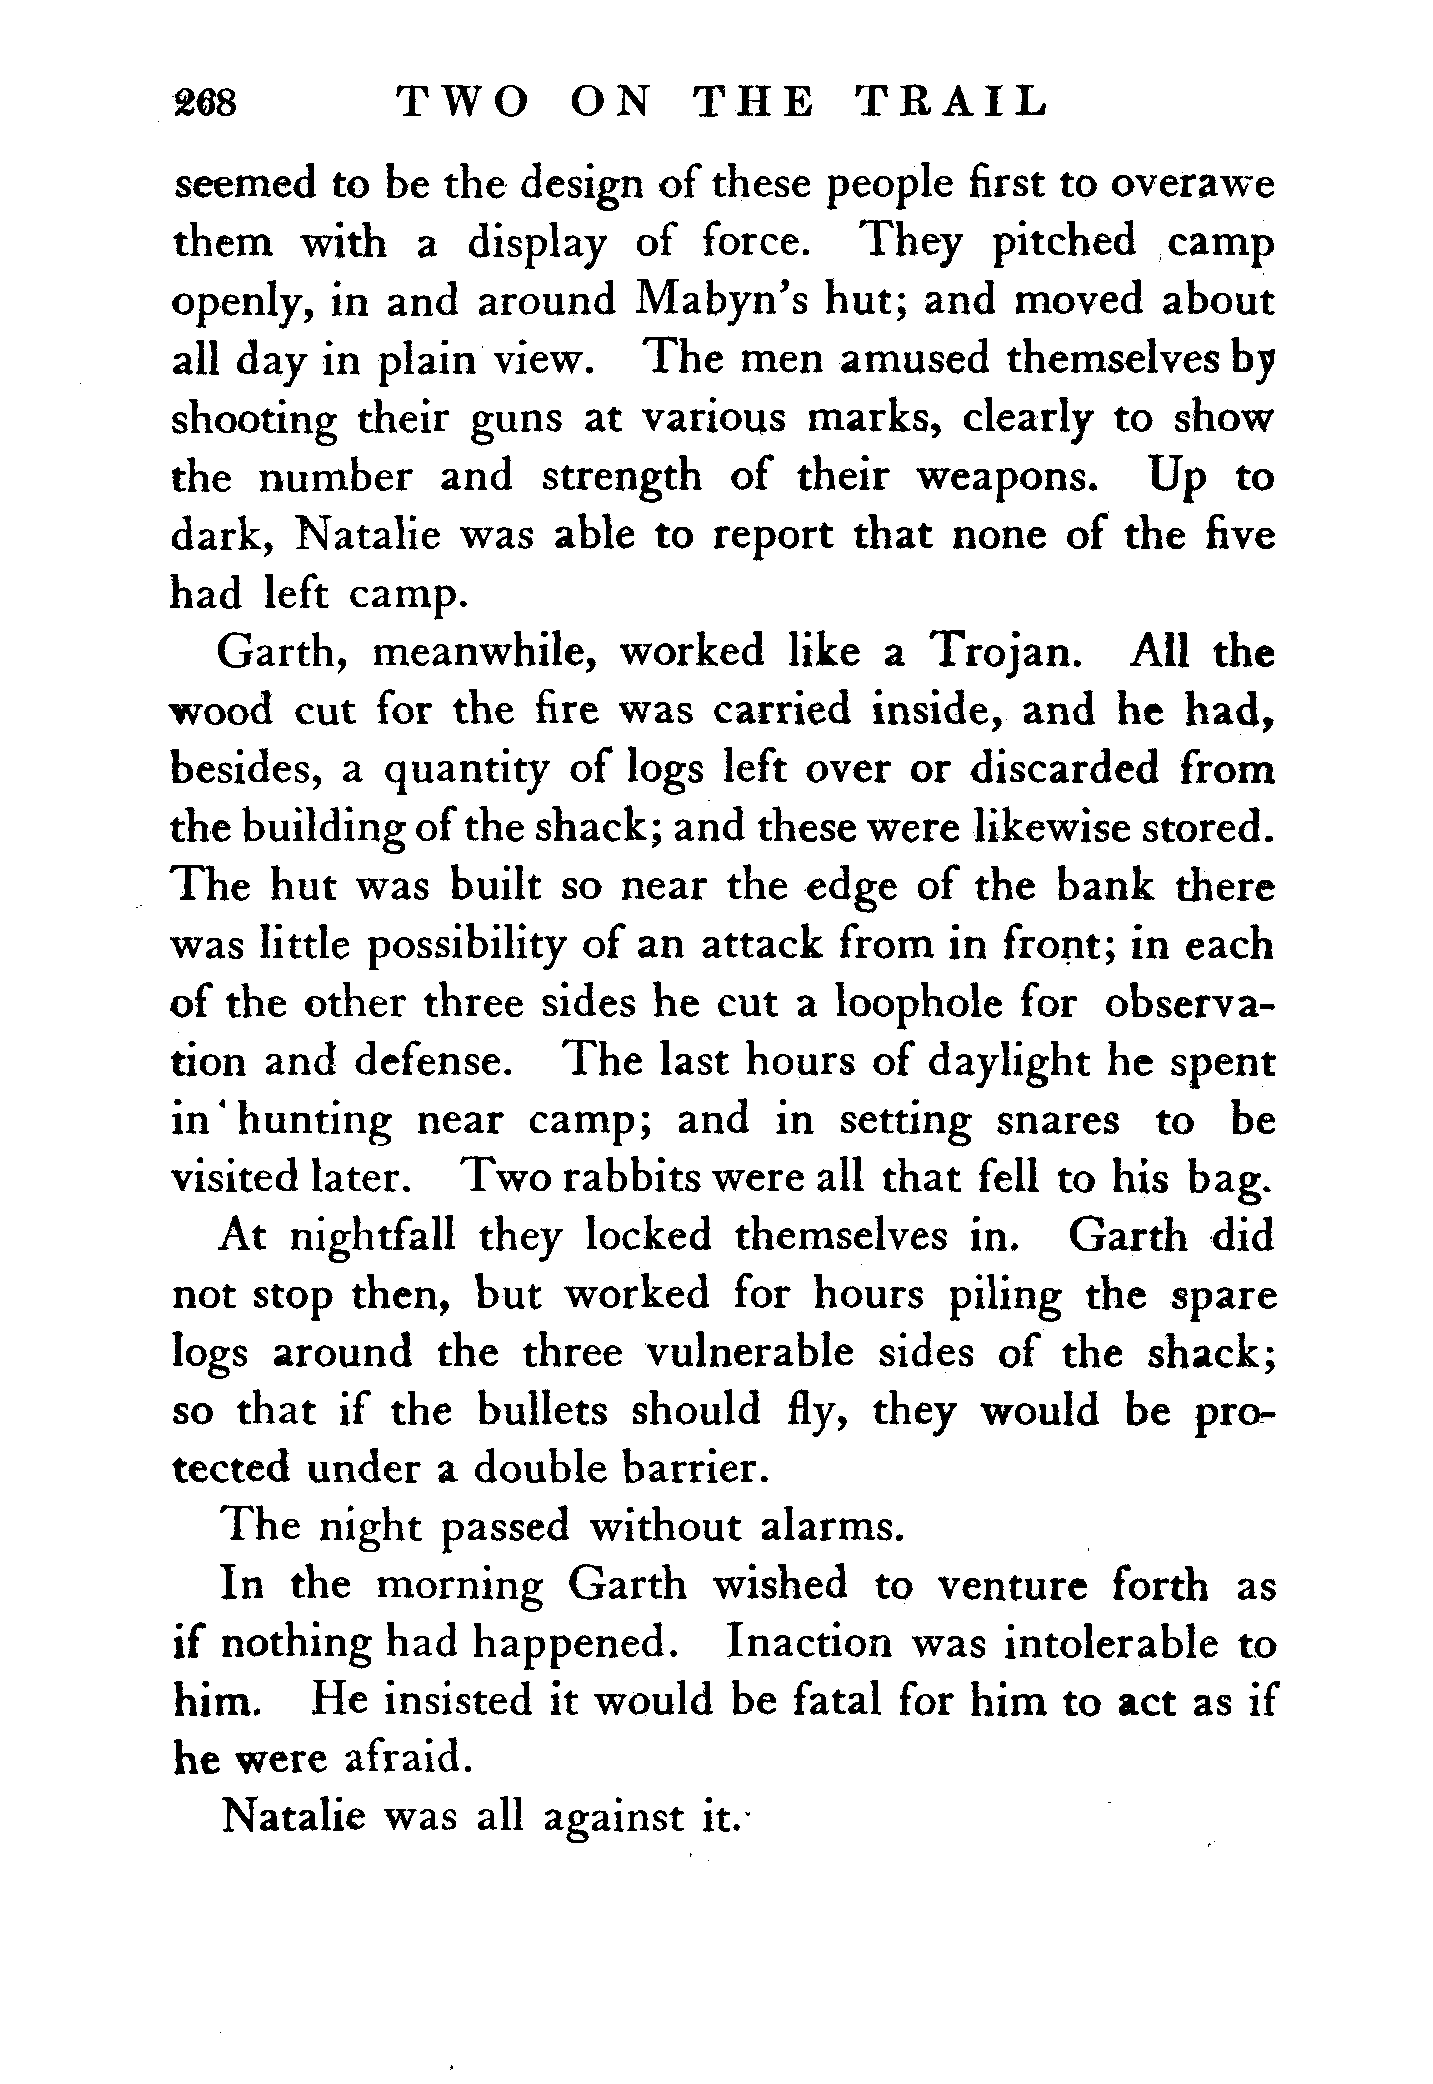 268 TWO ON THE TRAIL
seemed to be the design of these people first to overawe
them with a display of force. They pitched camp
openly, in and around Mabyn's hut; and moved about
all day in plain view. The men amused themselves by
shooting their guns at various marks, clearly to show
the number and strength of their weapons. Up to
dark, Natalie was able to report that none of the five
had left camp.
Garth, meanwhile, worked like a Trojan. All the
wood cut for the fire was carried inside, and he had,
besides, a quantity of logs left over or discarded from
the building of the shack; and these were likewise stored.
The hut was built so near the edge of the bank there
was little possibility of an attack from in front; in each
of the other three sides he cut a loophole for observa-
tion and defense. The last hours of daylight he spent
in hunting near camp; and in setting snares to be
visited later. Two rabbits were all that fell to his bag.
At nightfall they locked themselves in. Garth did
not stop then, but worked for hours piling the spare
logs around the three vulnerable sides of the shack;
so that if the bullets should fly, they would be pro-
tected under a double barrier.
The night passed without alarms.
In the morning Garth wished to venture forth as
if nothing had happened. Inaction was intolerable to
him. He insisted it would be fatal for him to act as if
he were afraid.
Natalie was all against it.